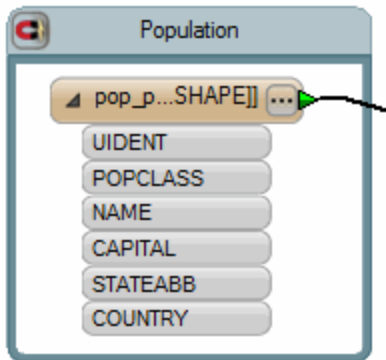 Population
pop_p...SHAPE]] ...
UIDENT
POPCLASS
NAME
CAPITAL
STATEABB
COUNTRY